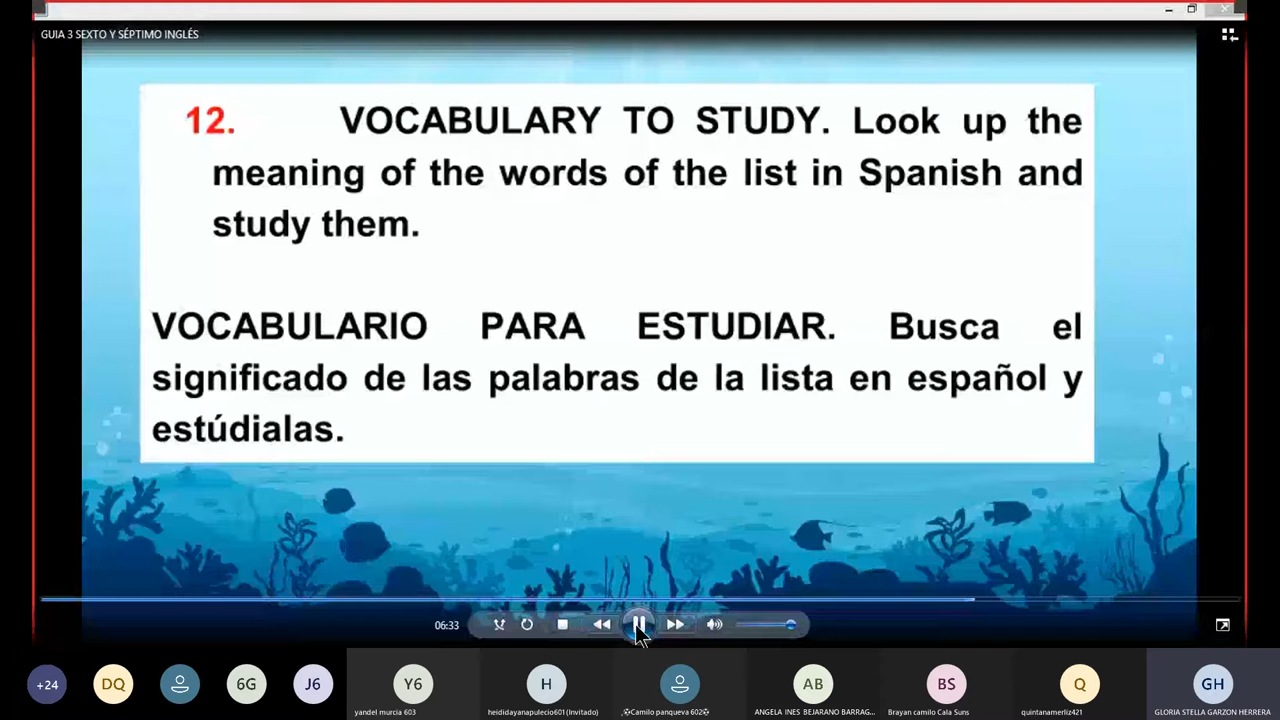 GUIA 3 SEXTO Y SÉPTIMO INGLÉS
12. VOCABULARY TO STUDY. Look up the
meaning of the words of the list in Spanish and
study them.
VOCABULARIO PARA ESTUDIAR. Busca el
significado de las palabras de la lista en español y
estúdialas.
06:33
+24 DQ 6G J6 Y6 H AB BS Q GH
yandel murcia 603 heididayanapulecio601(Invitado) Camilo panqueva 602 ANGELA INES BEJARANO BARRAG... Brayan camilo Cala Suns quintanamerliz421 GLORIA STELLA GARZON HERRERA